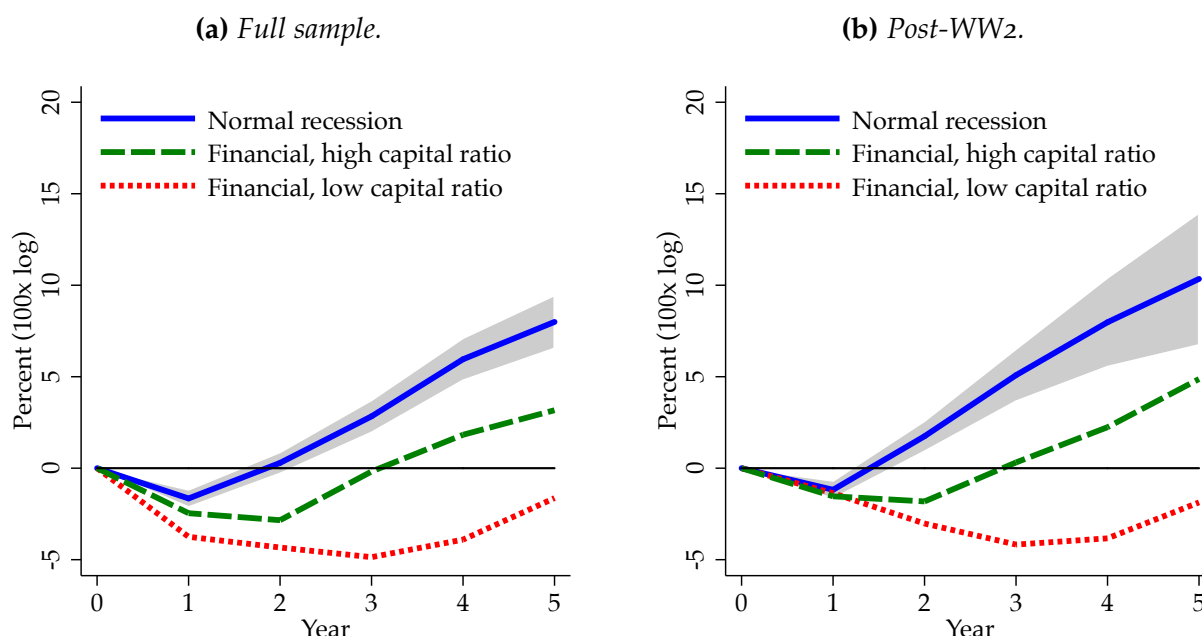 (a) Full sample.
Percent (100x log)
20
15
10
5
0
-5
Normal recession
Financial, high capital ratio
Financial, low capital ratio
0 1 2 3 4 5
Year
(b) Post-WW2.
Percent (100x log)
20
15
10
5
0
-5
Normal recession
Financial, high capital ratio
Financial, low capital ratio
0 1 2 3 4 5
Year